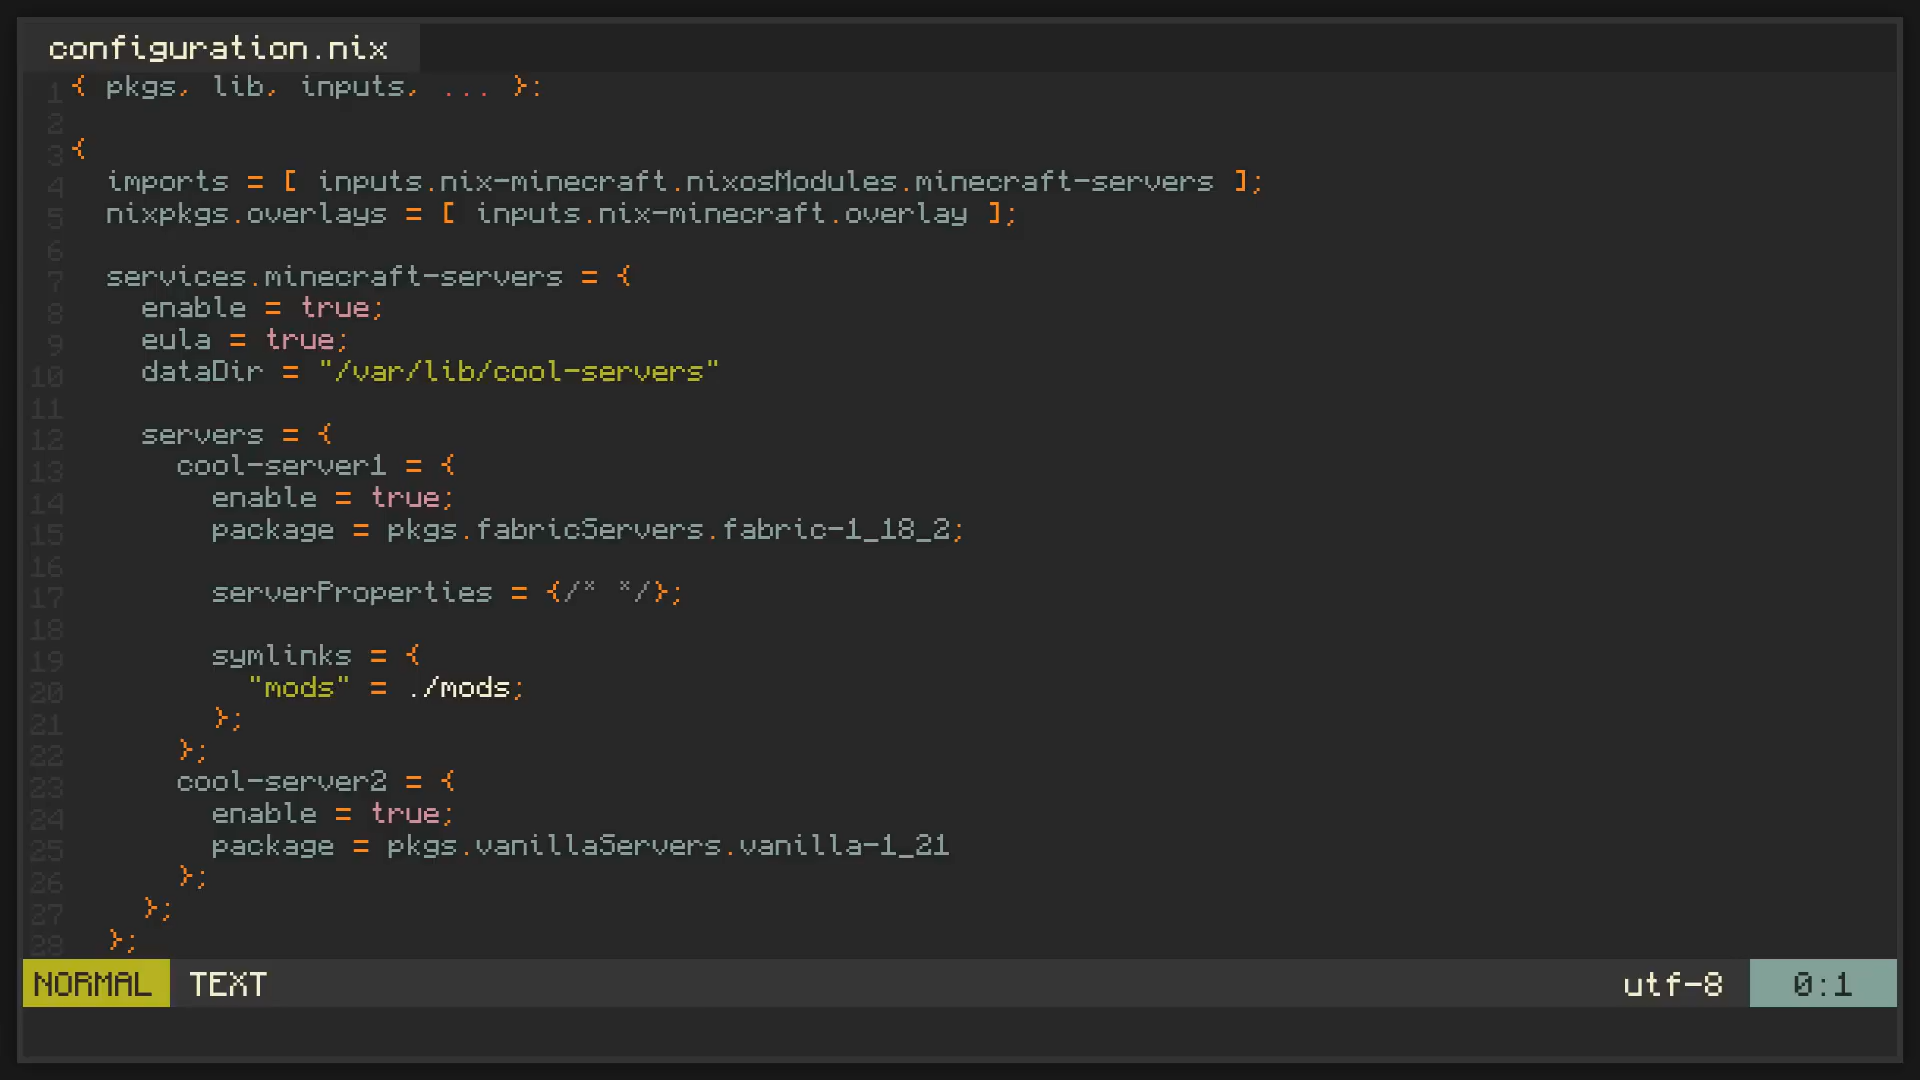 configuration.nix
1 { pkgs, lib, inputs, ... }:
2
3 {
4   imports = [ inputs.nix-minecraft.nixosModules.minecraft-servers ];
5   nixpkgs.overlays = [ inputs.nix-minecraft.overlay ];
6
7   services.minecraft-servers = {
8     enable = true;
9     eula = true;
10     dataDir = "/var/lib/cool-servers"
11
12     servers = {
13       cool-server1 = {
14         enable = true;
15         package = pkgs.fabricServers.fabric-1_18_2;
16
17         serverProperties = {/* */};
18
19         symlinks = {
20           "mods" = ./mods;
21         };
22       };
23       cool-server2 = {
24         enable = true;
25         package = pkgs.vanillaServers.vanilla-1_21
26       };
27     };
28   };
NORMAL TEXT utf-8 0:1